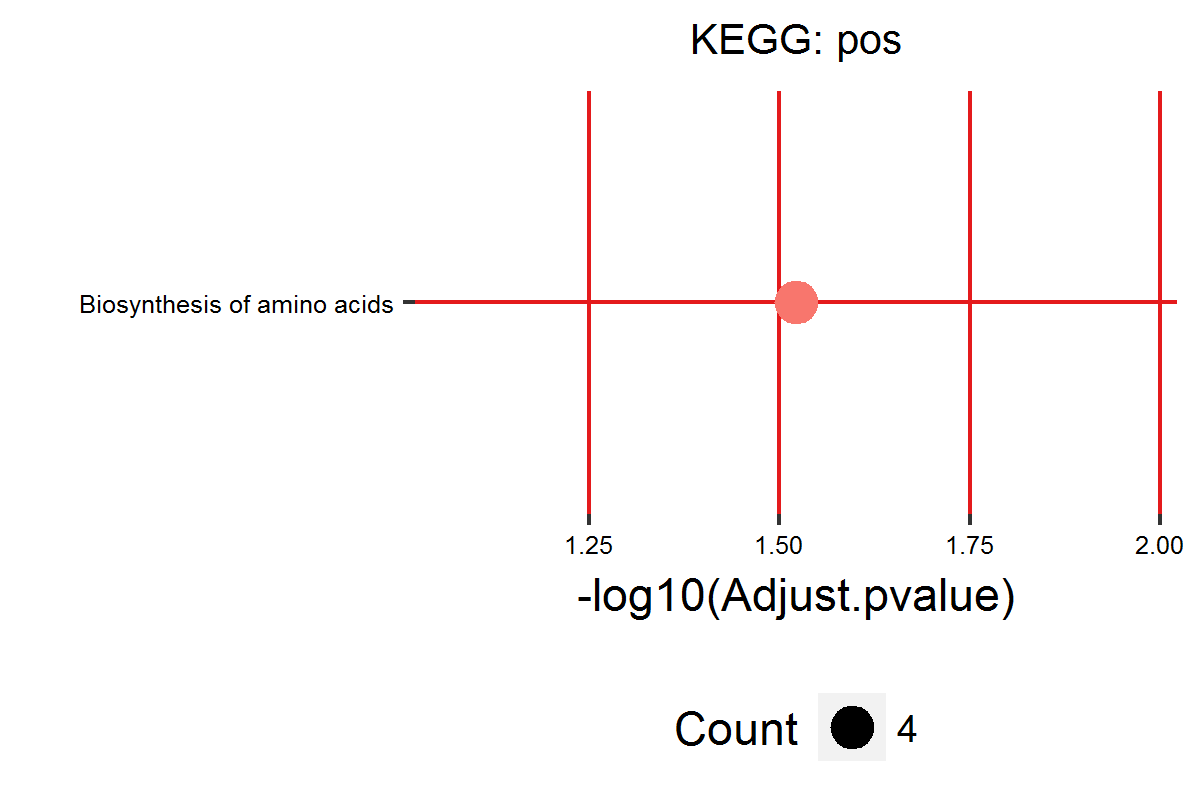 KEGG: pos
Biosynthesis of amino acids
1.25 1.50 1.75 2.00
-log10(Adjust.pvalue)
Count 4